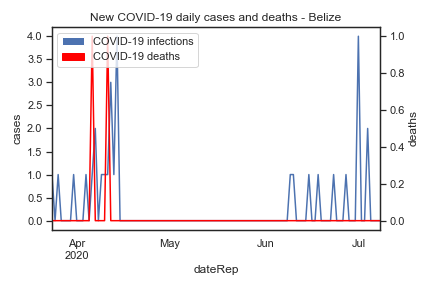 New COVID-19 daily cases and deaths - Belize
COVID-19 infections
COVID-19 deaths
4.0
3.5
3.0
2.5
2.0
1.5
1.0
0.5
0.0
cases
1.0
0.8
0.6
0.4
0.2
0.0
deaths
Apr
2020
May
Jun
Jul
dateRep